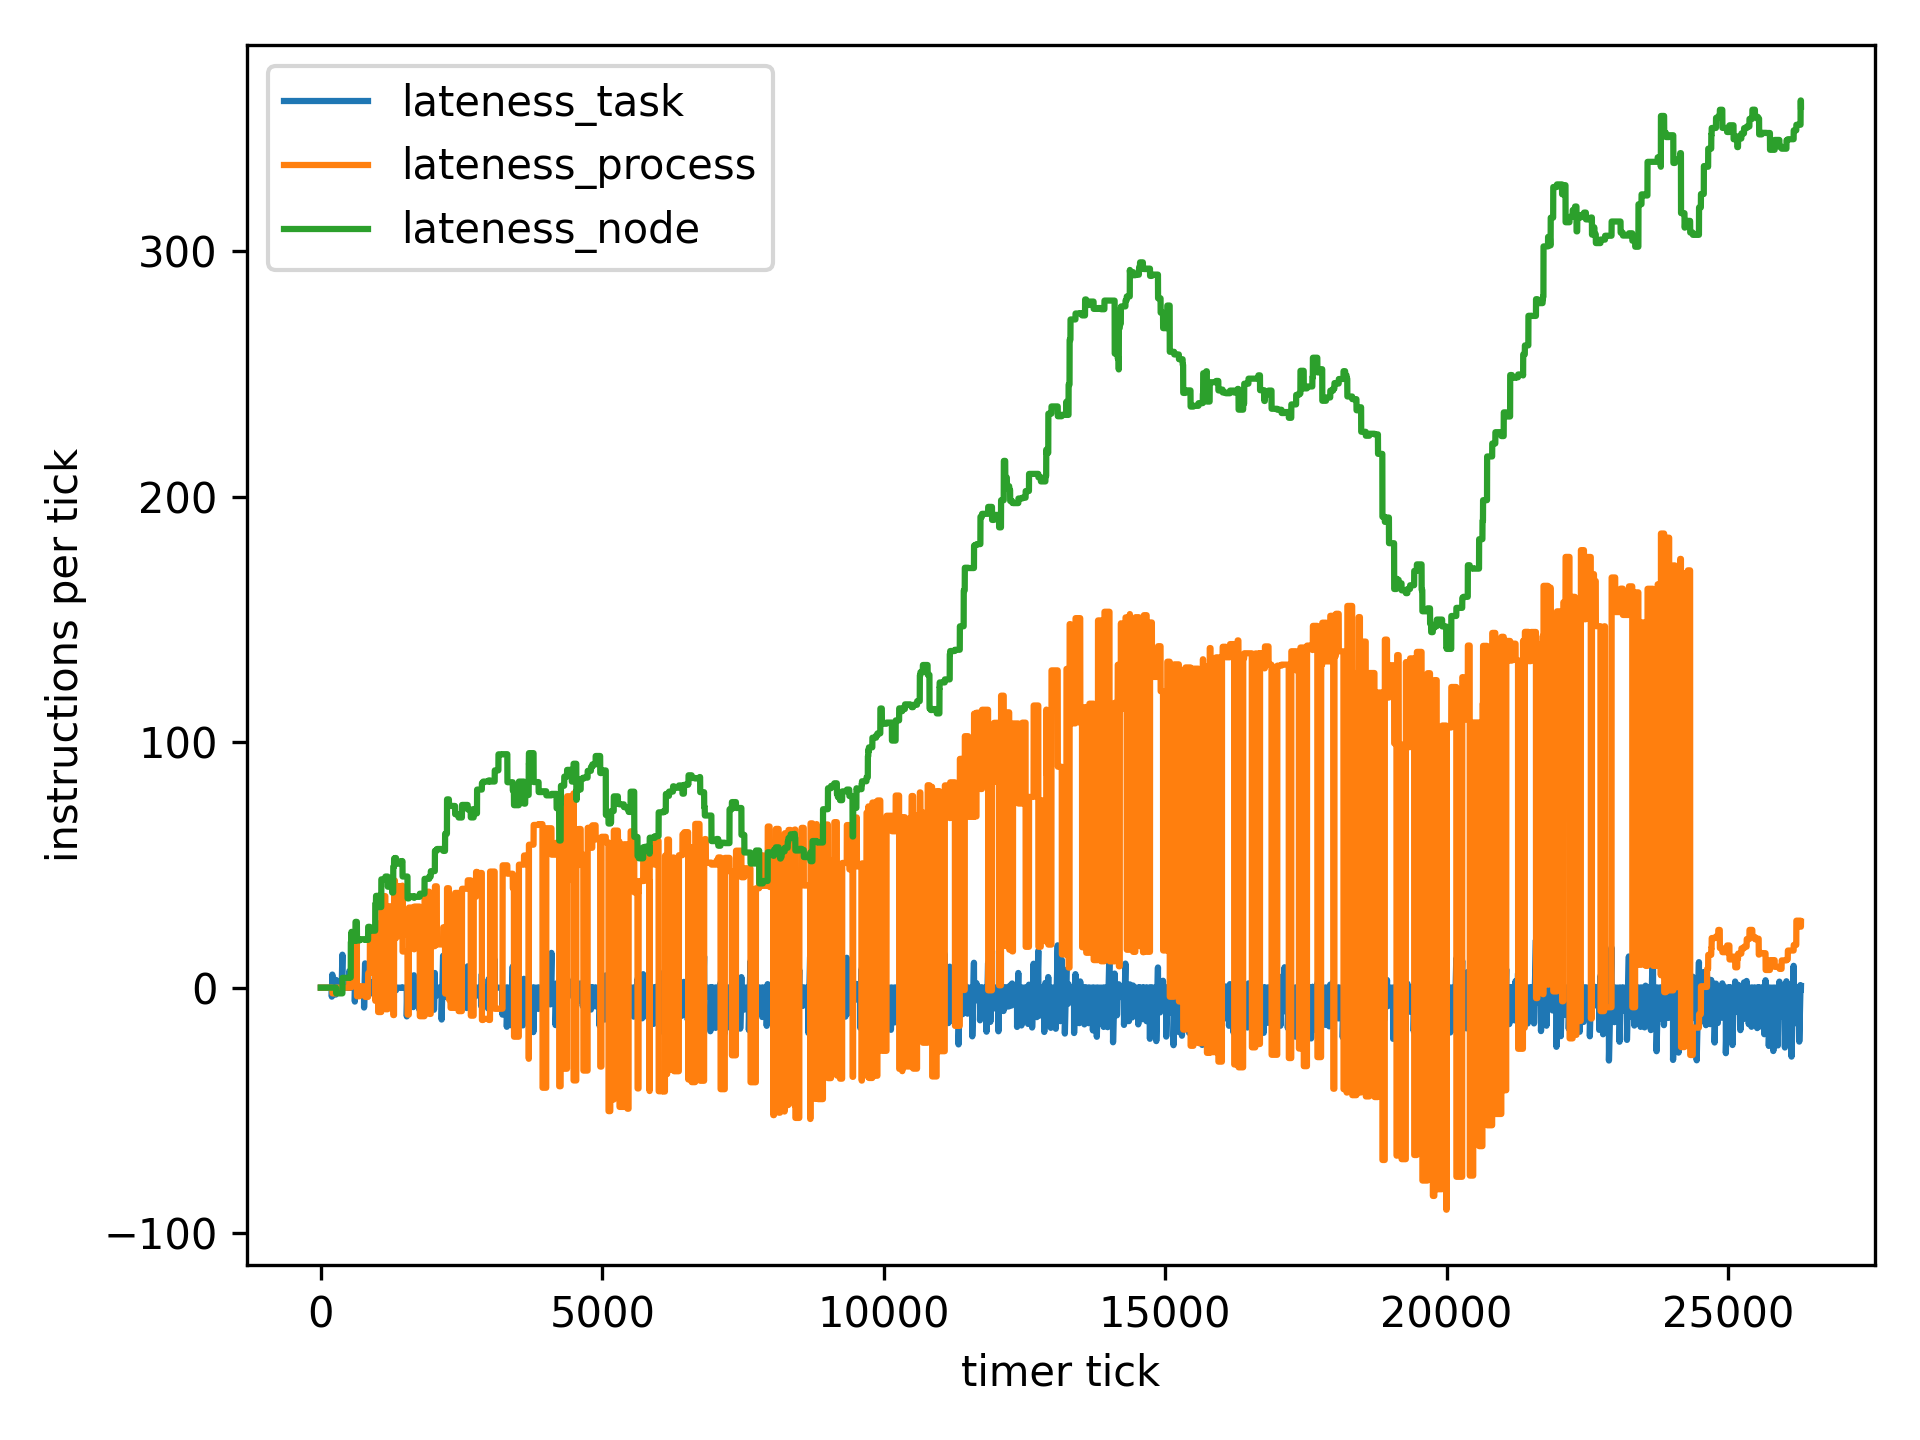 lateness_task
lateness_process
lateness_node
300
200
100
0
−100
instructions per tick
0 5000 10000 15000 20000 25000
timer tick